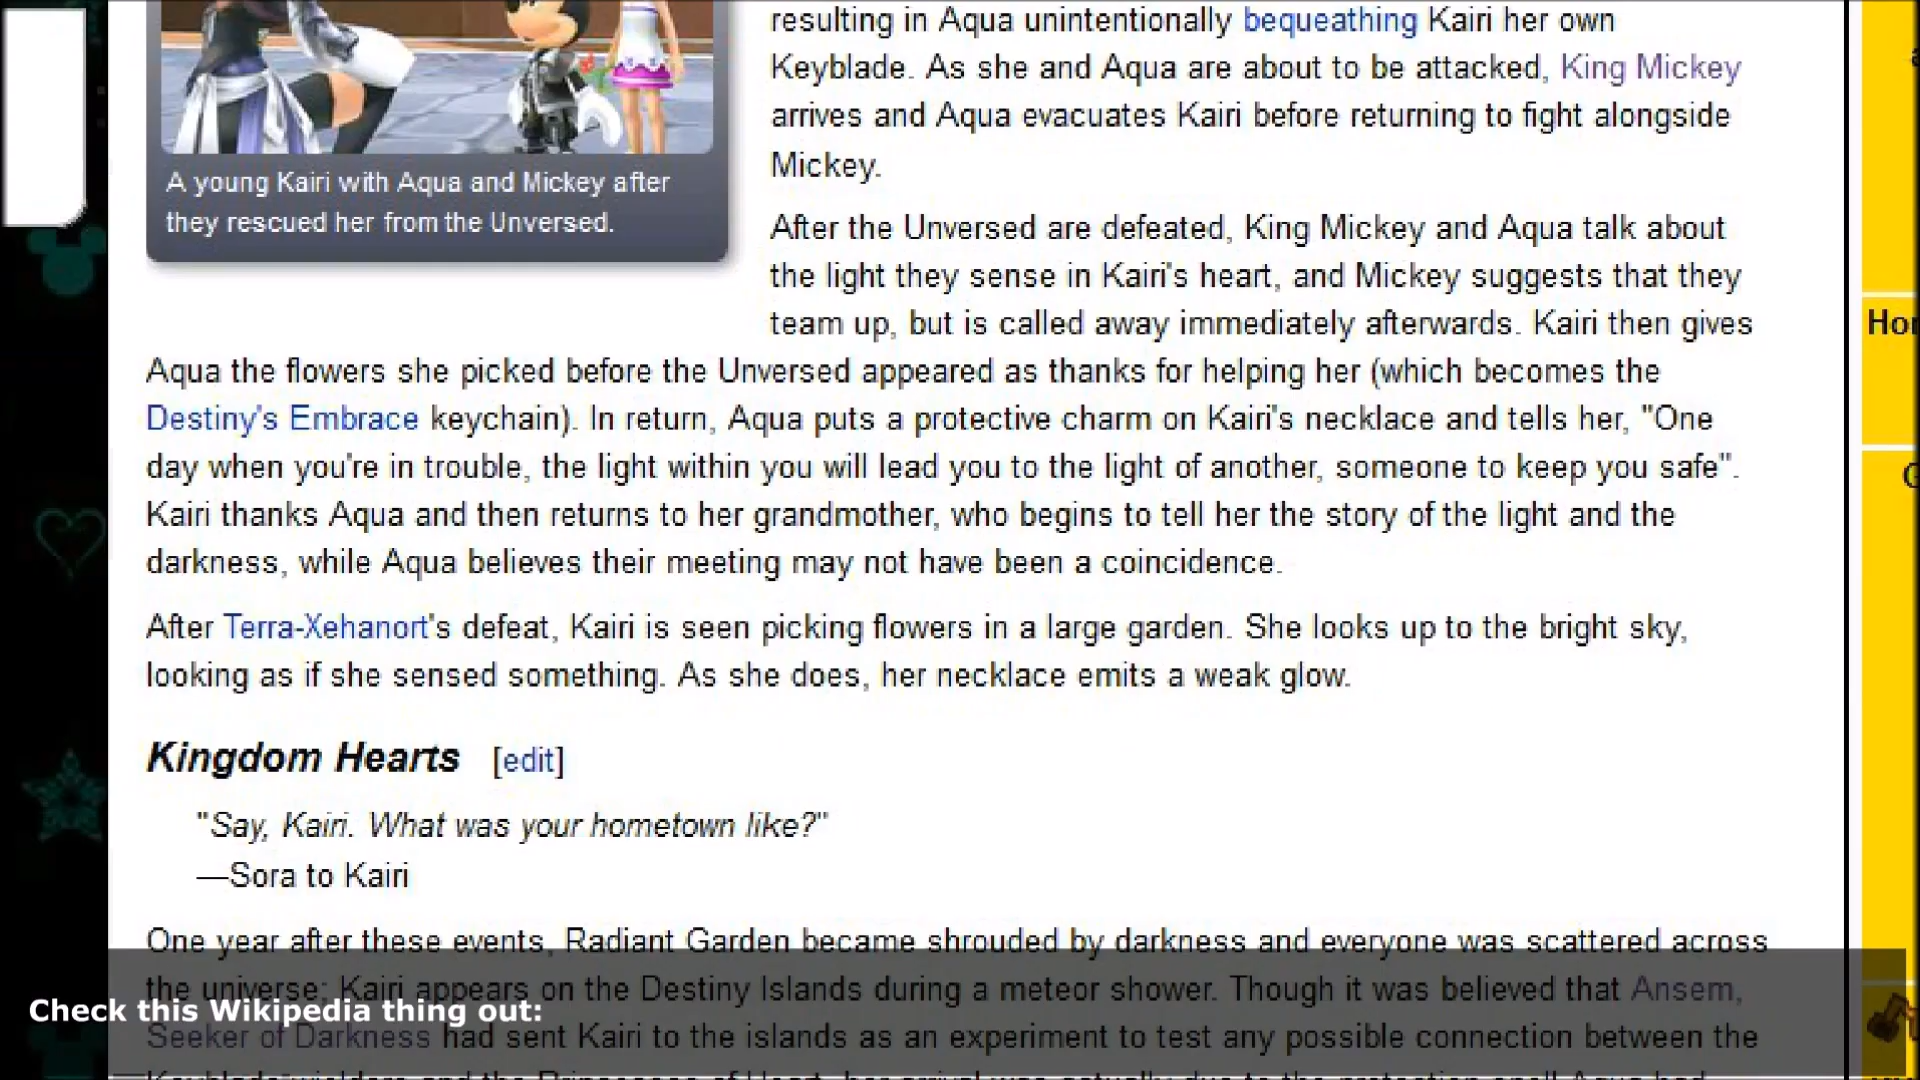 resulting in Aqua unintentionally bequeathing Kairi her own
Keyblade. As she and Aqua are about to be attacked, King Mickey
arrives and Aqua evacuates Kairi before returning to fight alongside
Mickey.
A young Kairi with Aqua and Mickey after
they rescued her from the Unversed.
After the Unversed are defeated, King Mickey and Aqua talk about
the light they sense in Kairi's heart, and Mickey suggests that they
team up, but is called away immediately afterwards. Kairi then gives
Aqua the flowers she picked before the Unversed appeared as thanks for helping her (which becomes the
Destiny's Embrace keychain). In return, Aqua puts a protective charm on Kairi's necklace and tells her, "One
day when you're in trouble, the light within you will lead you to the light of another, someone to keep you safe".
Kairi thanks Aqua and then returns to her grandmother, who begins to tell her the story of the light and the
darkness, while Aqua believes their meeting may not have been a coincidence.
After Terra-Xehanort's defeat, Kairi is seen picking flowers in a large garden. She looks up to the bright sky,
looking as if she sensed something. As she does, her necklace emits a weak glow.
Kingdom Hearts [edit]
"Say, Kairi. What was your hometown like?"
—Sora to Kairi
One year after these events, Radiant Garden became shrouded by darkness and everyone was scattered across
the universe; Kairi appears on the Destiny Islands during a meteor shower. Though it was believed that Ansem,
Check this Wikipedia thing out:
Seeker of Darkness had sent Kairi to the islands as an experiment to test any possible connection between the